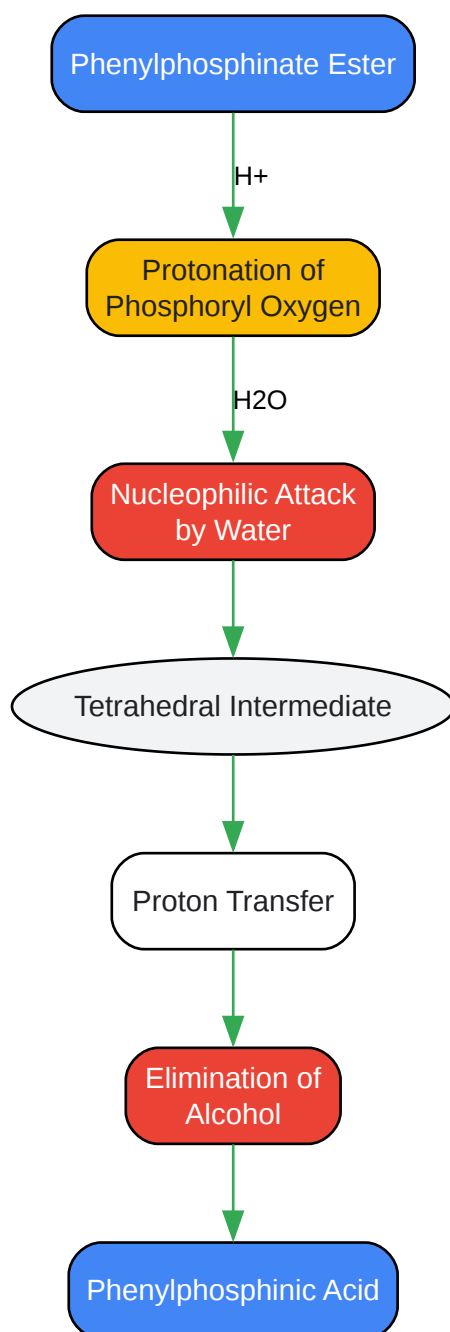 Phenylphosphinate Ester
H+
Protonation of
Phosphoryl Oxygen
H2O
Nucleophilic Attack
by Water
Tetrahedral Intermediate
Proton Transfer
Elimination of
Alcohol
Phenylphosphinic Acid